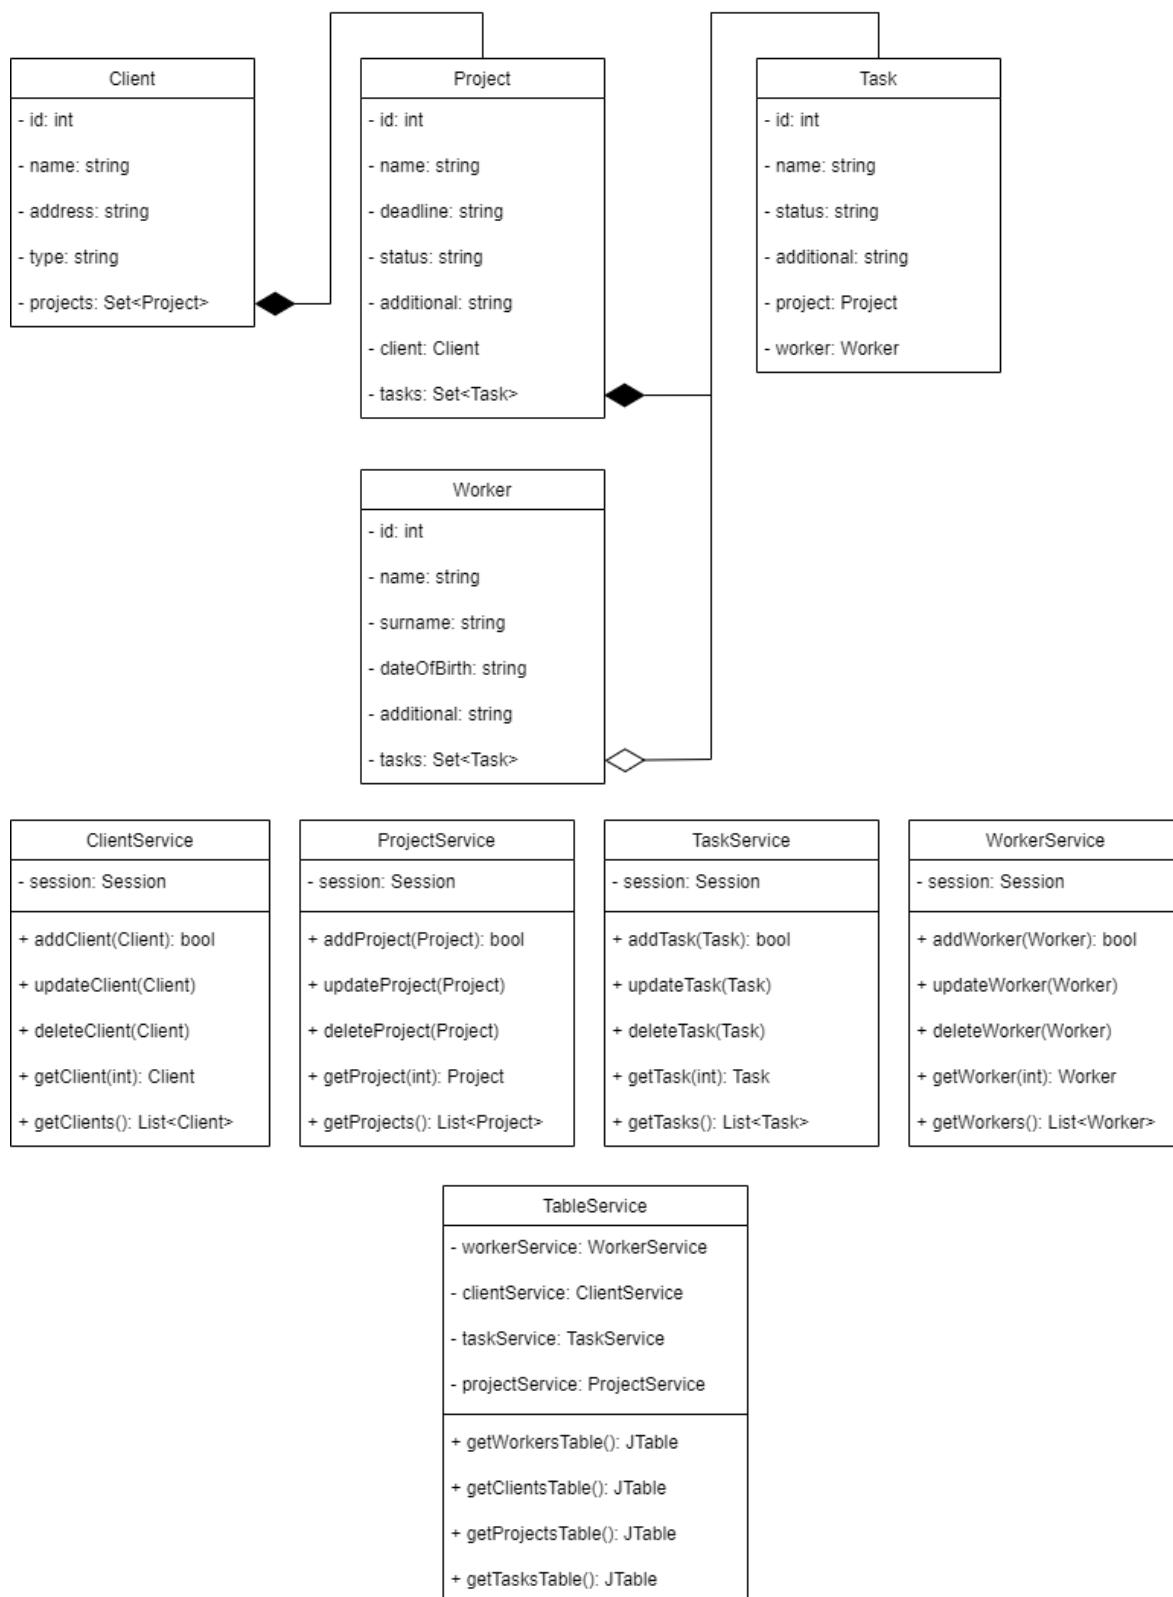 Client
- id: int
- name: string
- address: string
- type: string
- projects: Set<Project>
Project
- id: int
- name: string
- deadline: string
- status: string
- additional: string
- client: Client
- tasks: Set<Task>
Task
- id: int
- name: string
- status: string
- additional: string
- project: Project
- worker: Worker
Worker
- id: int
- name: string
- surname: string
- dateOfBirth: string
- additional: string
- tasks: Set<Task>
ClientService
- session: Session
+ addClient(Client): bool
+ updateClient(Client)
+ deleteClient(Client)
+ getClient(int): Client
+ getClients(): List<Client>
ProjectService
- session: Session
+ addProject(Project): bool
+ updateProject(Project)
+ deleteProject(Project)
+ getProject(int): Project
+ getProjects(): List<Project>
TaskService
- session: Session
+ addTask(Task): bool
+ updateTask(Task)
+ deleteTask(Task)
+ getTask(int): Task
+ getTasks(): List<Task>
WorkerService
- session: Session
+ addWorker(Worker): bool
+ updateWorker(Worker)
+ deleteWorker(Worker)
+ getWorker(int): Worker
+ getWorkers(): List<Worker>
TableService
- workerService: WorkerService
- clientService: ClientService
- taskService: TaskService
- projectService: ProjectService
+ getWorkersTable(): JTable
+ getClientsTable(): JTable
+ getProjectsTable(): JTable
+ getTasksTable(): JTable